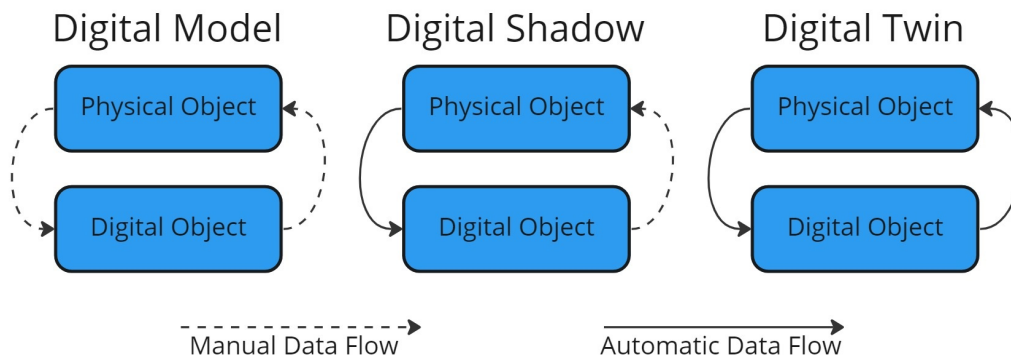 Digital Model
Digital Shadow
Digital Twin
Physical Object
Physical Object
Physical Object
Digital Object
Digital Object
Digital Object
Manual Data Flow
Automatic Data Flow